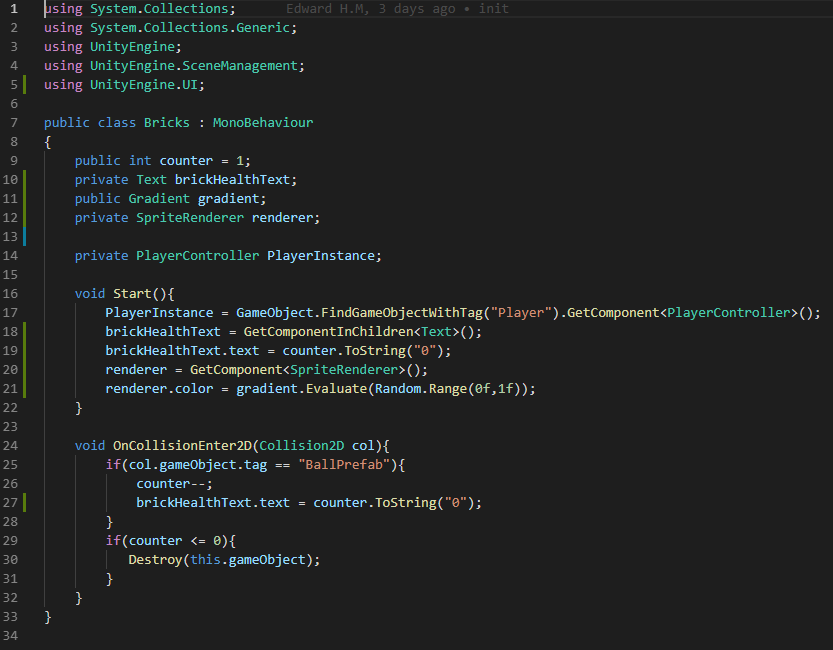 1 using System.Collections; Edward H.M, 3 days ago • init
2 using System.Collections.Generic;
3 using UnityEngine;
4 using UnityEngine.SceneManagement;
5 using UnityEngine.UI;
6
7 public class Bricks : MonoBehaviour
8 {
9 public int counter = 1;
10 private Text brickHealthText;
11 public Gradient gradient;
12 private SpriteRenderer renderer;
13
14 private PlayerController PlayerInstance;
15
16 void Start(){
17 PlayerInstance = GameObject.FindGameObjectWithTag("Player").GetComponent<PlayerController>();
18 brickHealthText = GetComponentInChildren<Text>();
19 brickHealthText.text = counter.ToString("0");
20 renderer = GetComponent<SpriteRenderer>();
21 renderer.color = gradient.Evaluate(Random.Range(0f,1f));
22 }
23
24 void OnCollisionEnter2D(Collision2D col){
25 if(col.gameObject.tag == "BallPrefab"){
26 counter--;
27 brickHealthText.text = counter.ToString("0");
28 }
29 if(counter <= 0){
30 Destroy(this.gameObject);
31 }
32 }
33 }
34